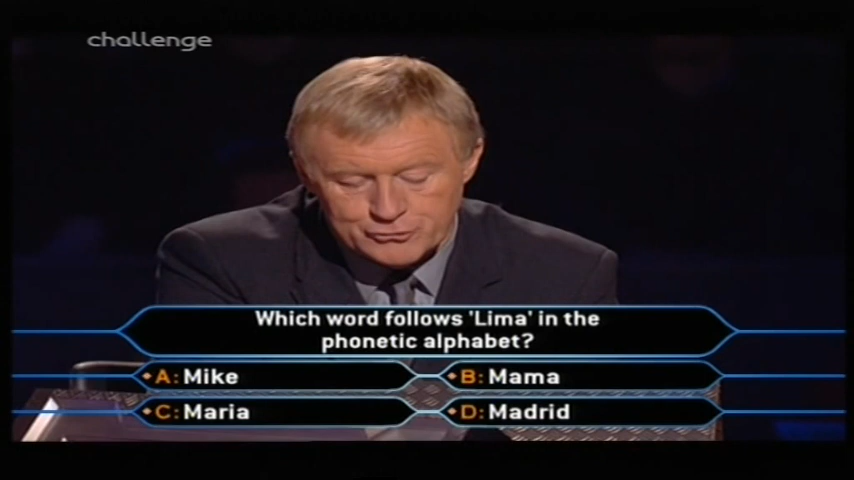 challenge
Which word follows 'Lima' in the
phonetic alphabet?
A: Mike
B: Mama
C: Maria
D: Madrid